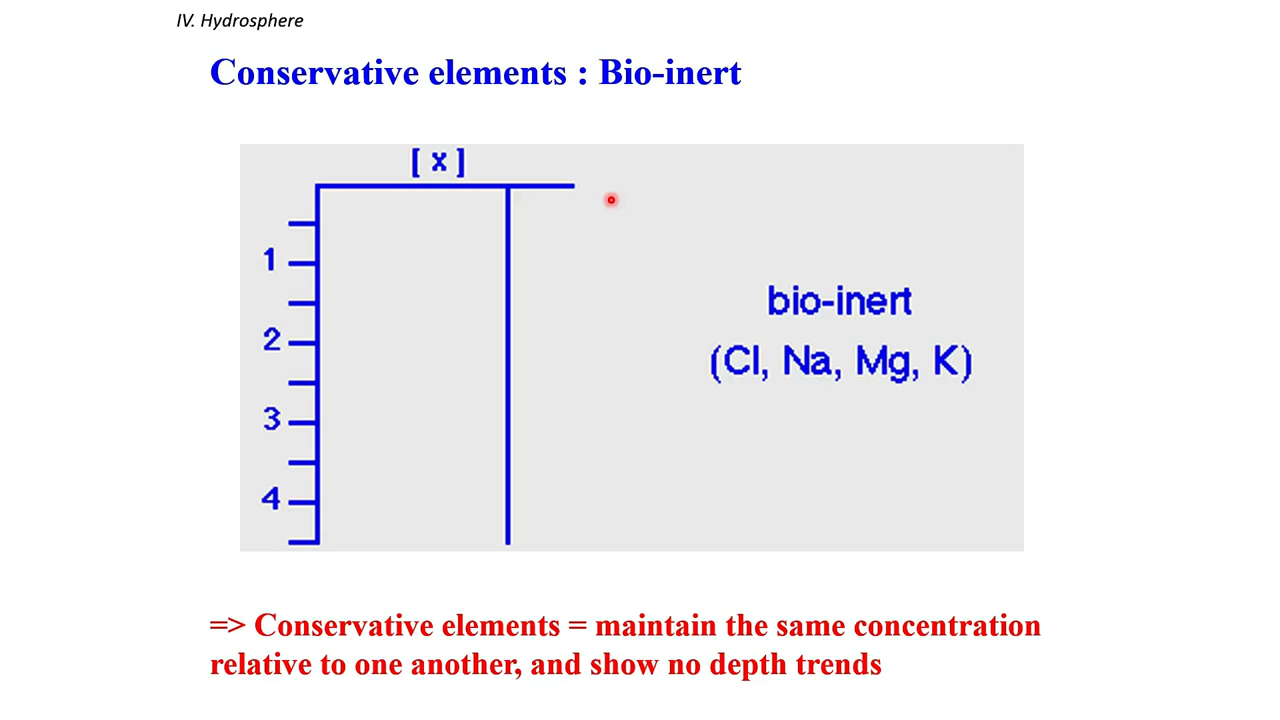 IV. Hydrosphere
Conservative elements : Bio-inert
[ x ]
1
2
3
4
bio-inert
(Cl, Na, Mg, K)
=> Conservative elements = maintain the same concentration
relative to one another, and show no depth trends